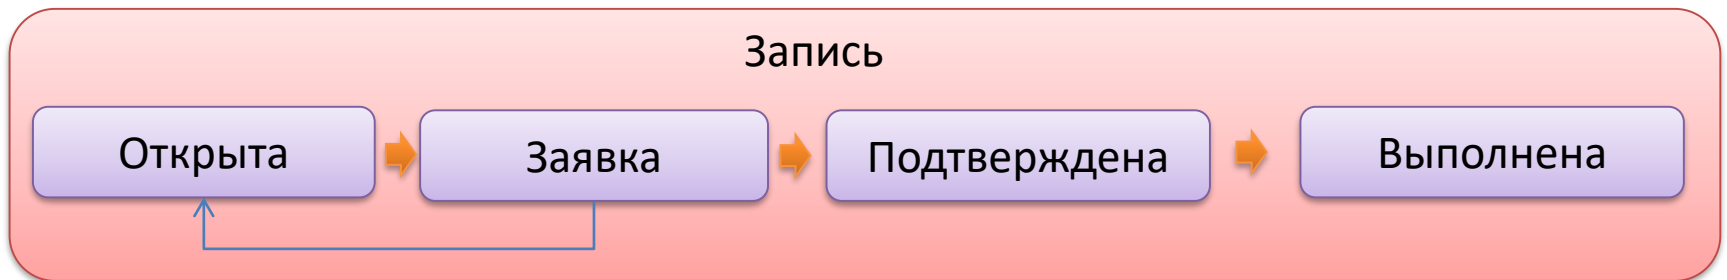 Запись
Открыта
Заявка
Подтверждена
Выполнена